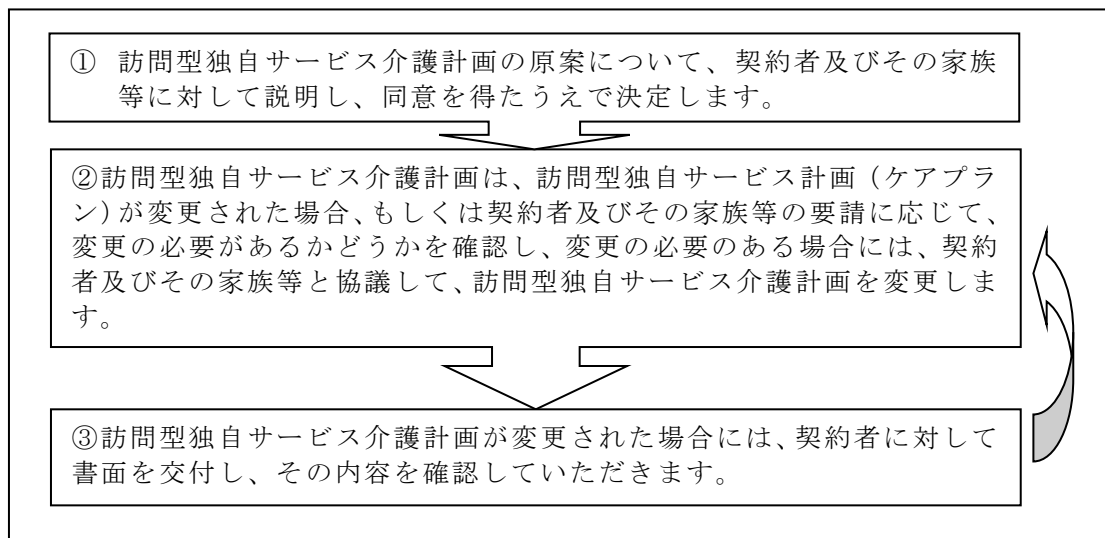 ① 訪問型独自サービス介護計画の原案について、契約者及びその家族
等に対して説明し、同意を得たうえで決定します。
②訪問型独自サービス介護計画は、訪問型独自サービス計画（ケアプラ
ン）が変更された場合、もしくは契約者及びその家族等の要請に応じて、
変更の必要があるかどうかを確認し、変更の必要のある場合には、契約
者及びその家族等と協議して、訪問型独自サービス介護計画を変更しま
す。
③訪問型独自サービス介護計画が変更された場合には、契約者に対して
書面を交付し、その内容を確認していただきます。